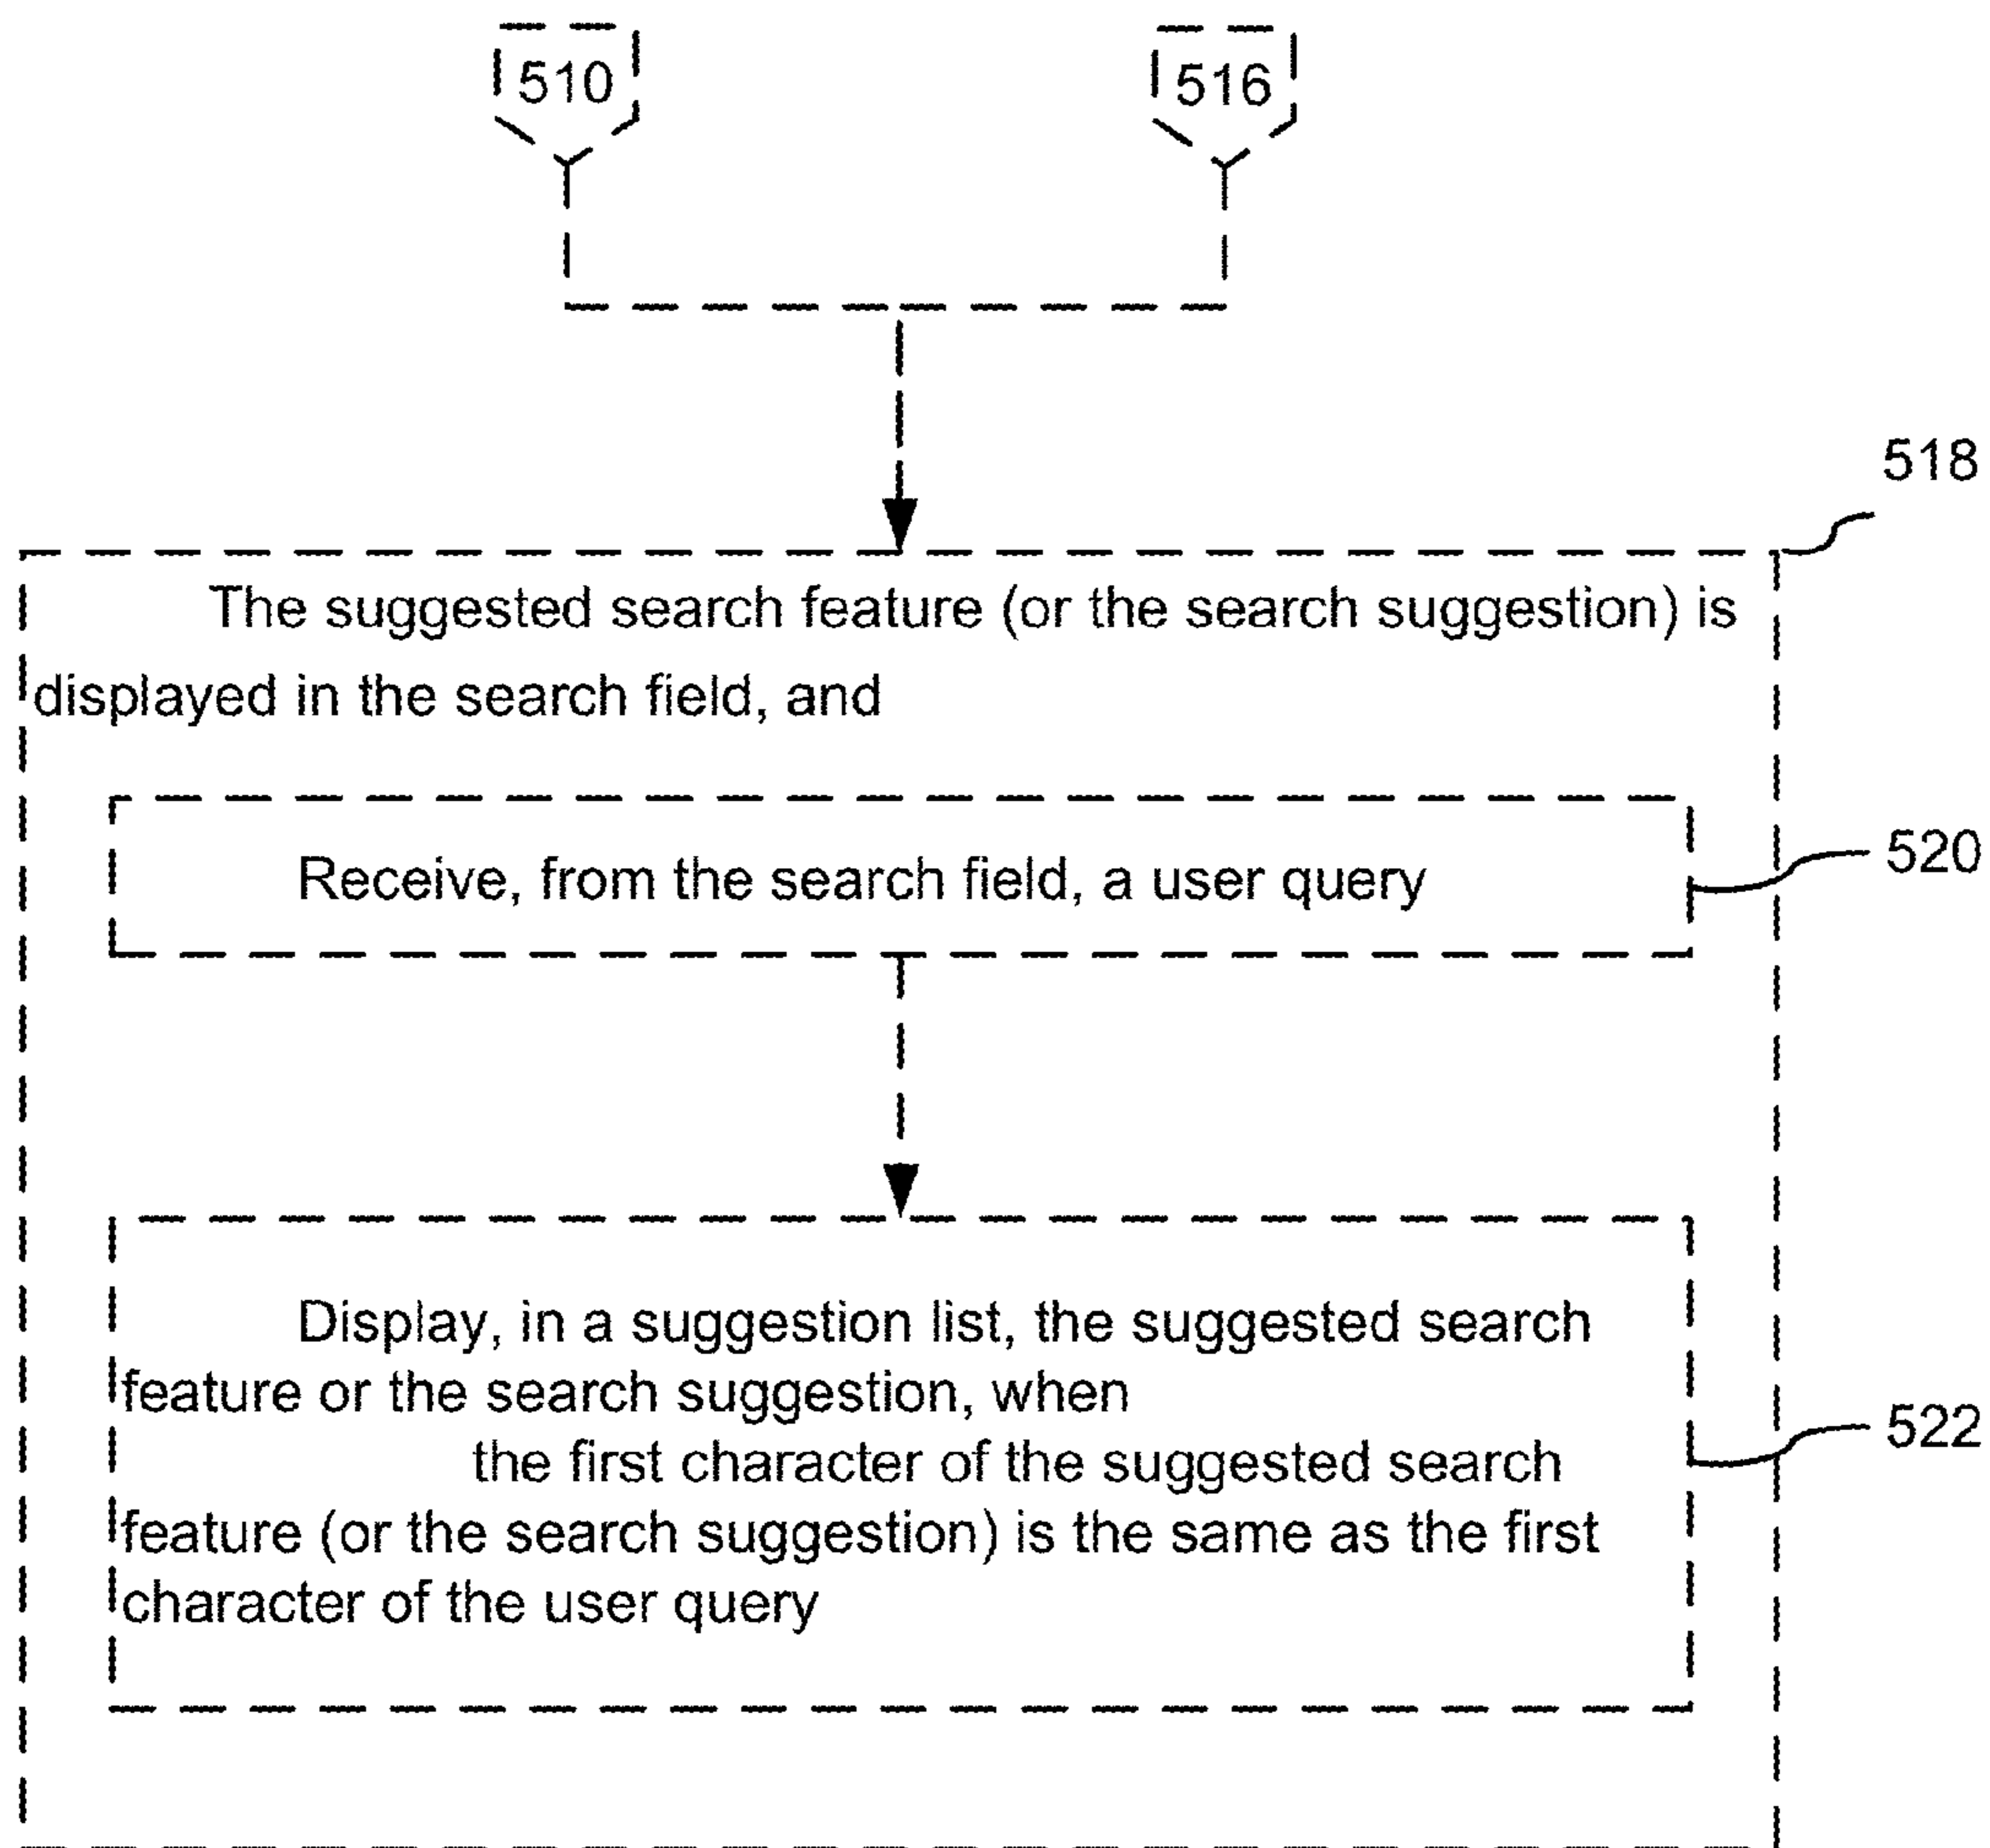 510
516
518
The suggested search feature (or the search suggestion) is
displayed in the search field, and
Receive, from the search field, a user query
520
Display, in a suggestion list, the suggested search
feature or the search suggestion, when
the first character of the suggested search
feature (or the search suggestion) is the same as the first
character of the user query
522